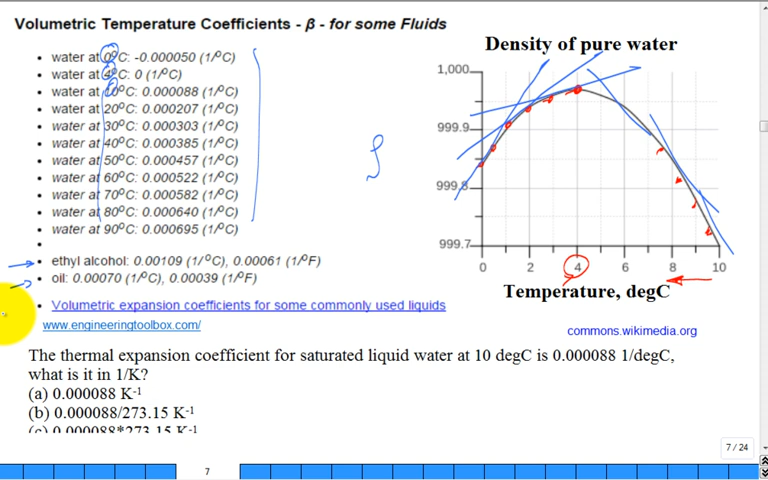 Volumetric Temperature Coefficients - β - for some Fluids
• water at 0°C: -0.000050 (1/°C)
• water at 4°C: 0 (1/°C)
• water at 10°C: 0.000088 (1/°C)
• water at 20°C: 0.000207 (1/°C)
• water at 30°C: 0.000303 (1/°C)
• water at 40°C: 0.000385 (1/°C)
• water at 50°C: 0.000457 (1/°C)
• water at 60°C: 0.000522 (1/°C)
• water at 70°C: 0.000582 (1/°C)
• water at 80°C: 0.000640 (1/°C)
• water at 90°C: 0.000695 (1/°C)
•
• ethyl alcohol: 0.00109 (1/°C), 0.00061 (1/°F)
• oil: 0.00070 (1/°C), 0.00039 (1/°F)
• Volumetric expansion coefficients for some commonly used liquids
www.engineeringtoolbox.com/
ρ
Density of pure water
1,000
999.9
999.8
999.7
0 2 4 6 8 10
Temperature, degC
commons.wikimedia.org
The thermal expansion coefficient for saturated liquid water at 10 degC is 0.000088 1/degC,
what is it in 1/K?
(a) 0.000088 K⁻¹
(b) 0.000088/273.15 K⁻¹
(c) 0.000088*273.15 K⁻¹
7 / 24
7